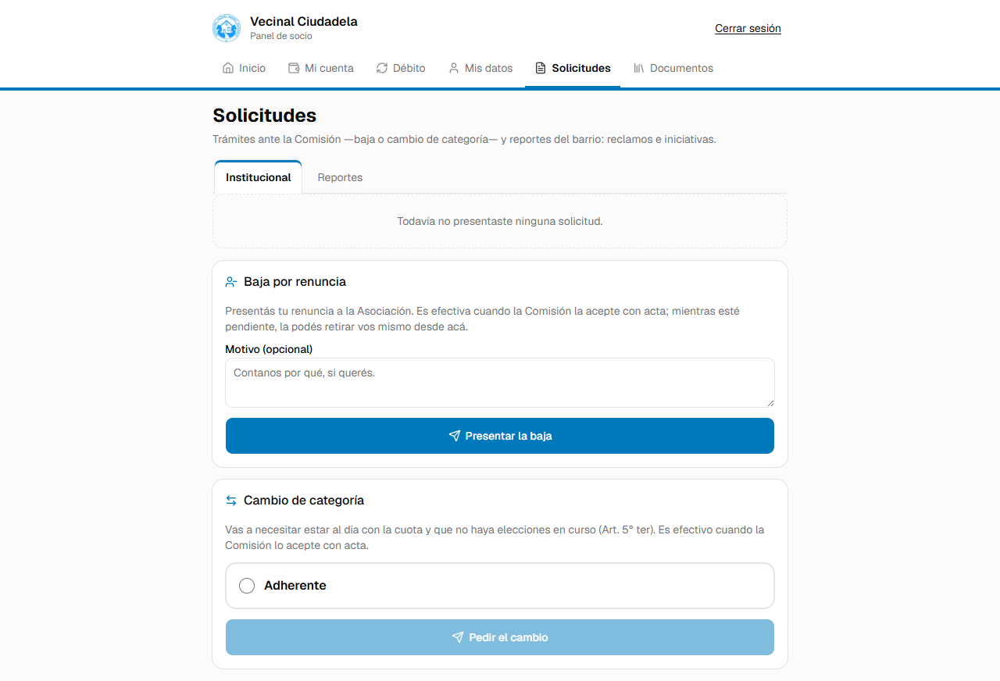 Vecinal Ciudadela
Panel de socio
Cerrar sesión
Inicio
Mi cuenta
Débito
Mis datos
Solicitudes
Documentos
Solicitudes
Trámites ante la Comisión —baja o cambio de categoría— y reportes del barrio: reclamos e iniciativas.
Institucional
Reportes
Todavía no presentaste ninguna solicitud.
Baja por renuncia
Presentás tu renuncia a la Asociación. Es efectiva cuando la Comisión la acepte con acta; mientras esté
pendiente, la podés retirar vos mismo desde acá.
Motivo (opcional)
Contanos por qué, si querés.
Presentar la baja
Cambio de categoría
Vas a necesitar estar al día con la cuota y que no haya elecciones en curso (Art. 5° ter). Es efectivo cuando la
Comisión lo acepte con acta.
Adherente
Pedir el cambio